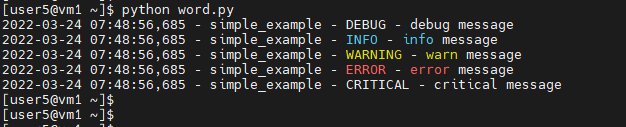 [user5@vm1 ~]$ python word.py
2022-03-24 07:48:56,685 - simple_example - DEBUG - debug message
2022-03-24 07:48:56,685 - simple_example - INFO - info message
2022-03-24 07:48:56,685 - simple_example - WARNING - warn message
2022-03-24 07:48:56,685 - simple_example - ERROR - error message
2022-03-24 07:48:56,685 - simple_example - CRITICAL - critical message
[user5@vm1 ~]$
[user5@vm1 ~]$
[user5@vm1 ~]$